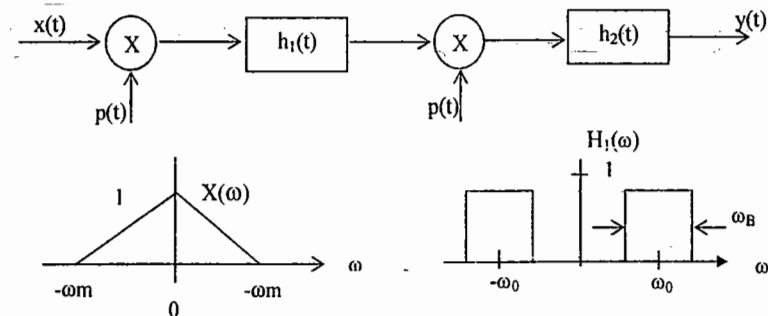 x(t)
X
h₁(t)
X
h₂(t)
y(t)
p(t)
p(t)
1
X(ω)
-ωm
0
-ωm
ω
H₁(ω)
1
ω_B
-ω₀
ω₀
ω